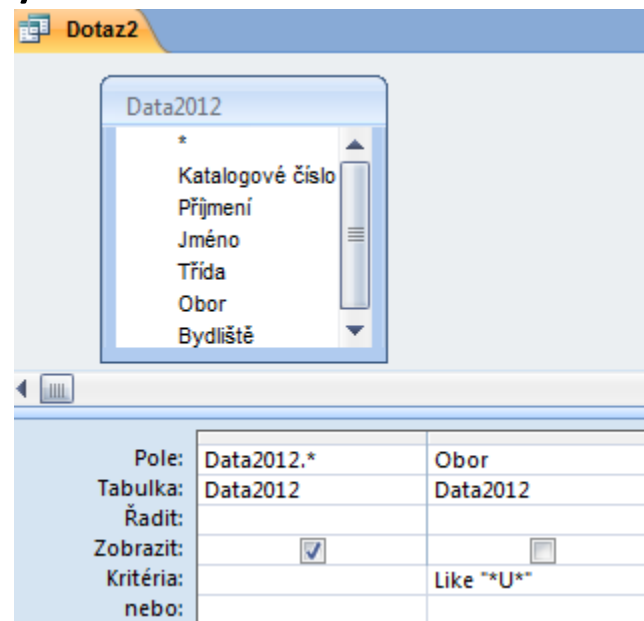 Dotaz2
Data2012
*
Katalogové číslo
Příjmení
Jméno
Třída
Obor
Bydliště
Pole: Data2012.* Obor
Tabulka: Data2012 Data2012
Řadit:
Zobrazit:
Kritéria: Like "*U*"
nebo: